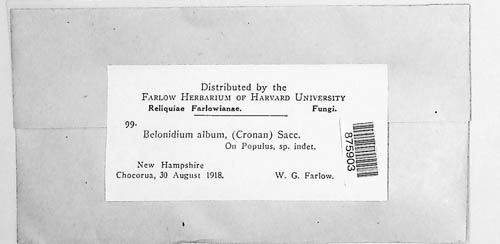 Distributed by the
FARLOW HERBARIUM OF HARVARD UNIVERSITY
Reliquiae Farlowianae. Fungi.
99.
Belonidium album, (Cronan) Sacc.
On Populus, sp. indet.
New Hampshire
Chocorua, 30 August 1918. W. G. Farlow.
875903